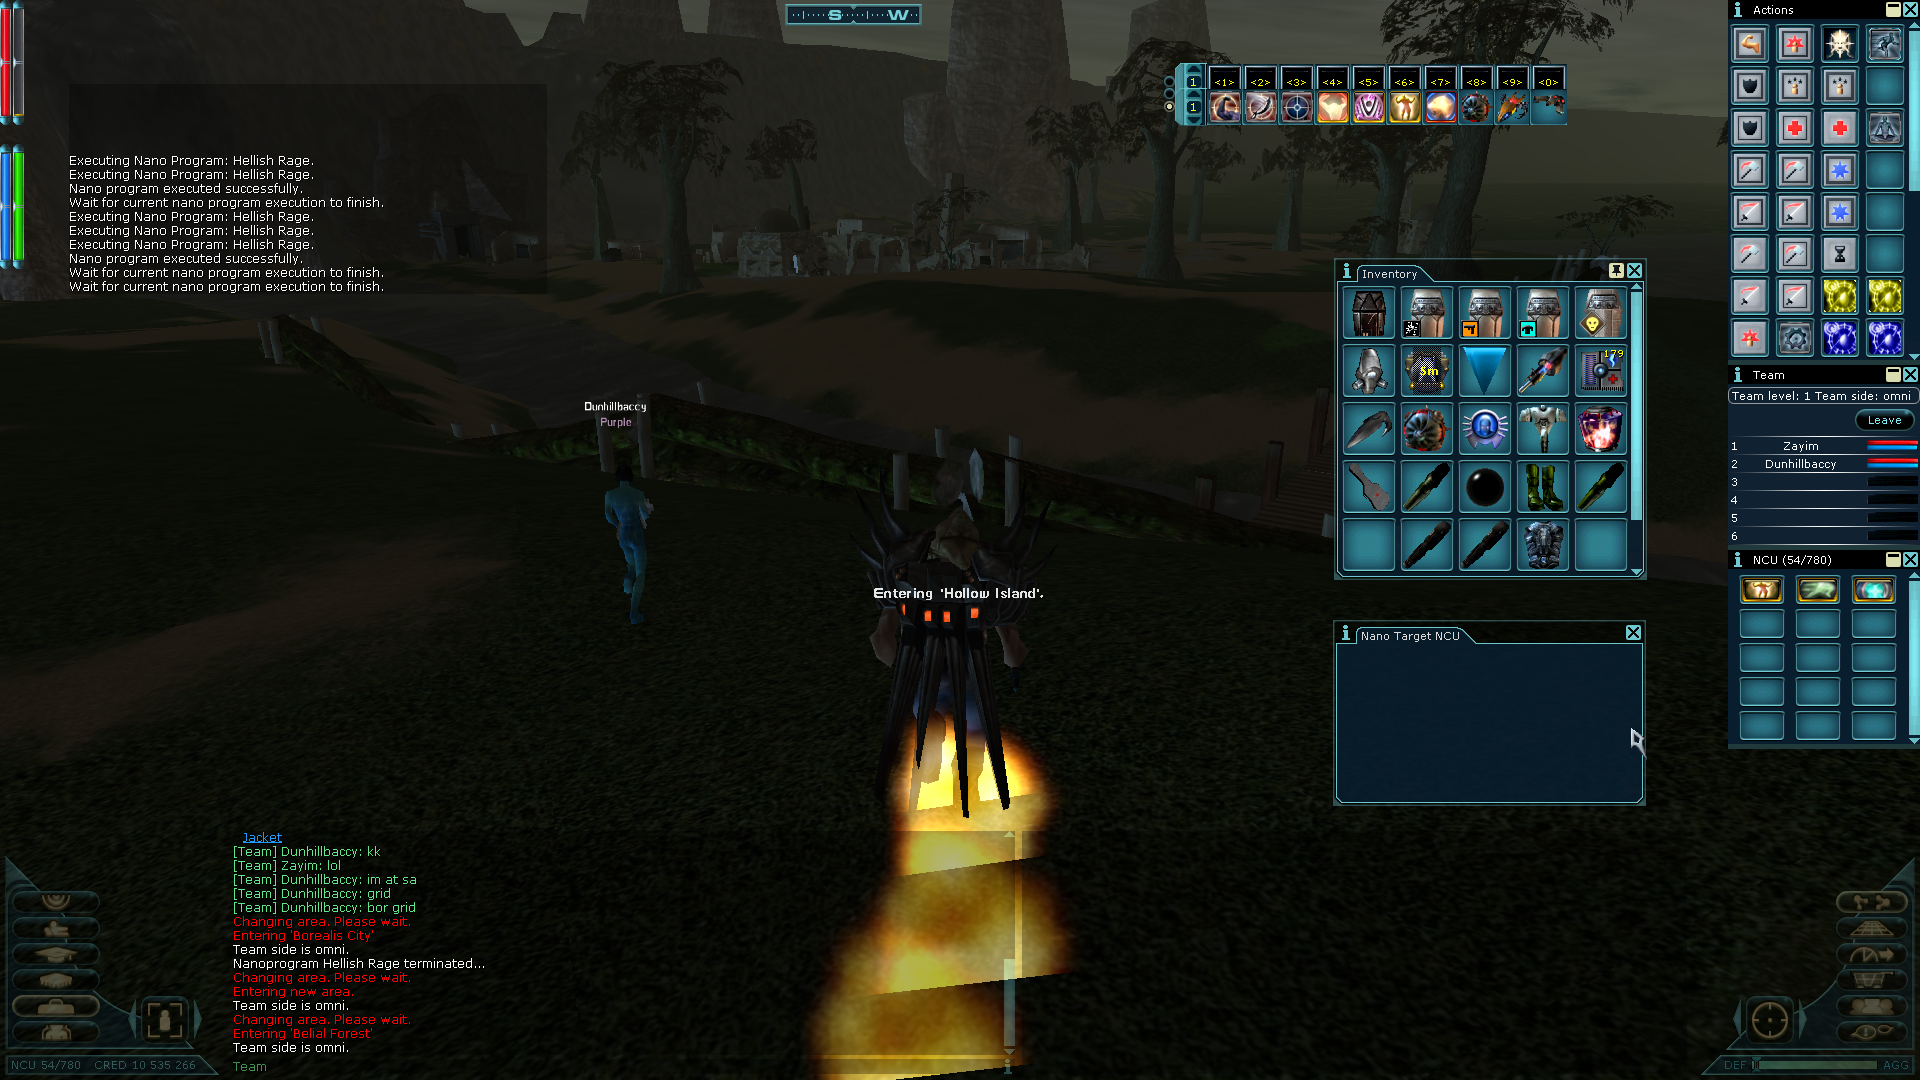 S W
Actions
1 <1> <2> <3> <4> <5> <6> <7> <8> <9> <0>
1
Executing Nano Program: Hellish Rage.
Executing Nano Program: Hellish Rage.
Nano program executed successfully.
Wait for current nano program execution to finish.
Executing Nano Program: Hellish Rage.
Executing Nano Program: Hellish Rage.
Executing Nano Program: Hellish Rage.
Nano program executed successfully.
Wait for current nano program execution to finish.
Wait for current nano program execution to finish.
Inventory
5m
179
Team
Team level: 1 Team side: omni
Leave
1 Zayim
2 Dunhillbaccy
3
4
5
6
Dunhillbaccy
Purple
NCU (54/780)
Entering 'Hollow Island'.
Nano Target NCU
Jacket
[Team] Dunhillbaccy: kk
[Team] Zayim: lol
[Team] Dunhillbaccy: im at sa
[Team] Dunhillbaccy: grid
[Team] Dunhillbaccy: bor grid
Changing area. Please wait.
Entering 'Borealis City'
Team side is omni.
Nanoprogram Hellish Rage terminated...
Changing area. Please wait.
Entering new area.
Team side is omni.
Changing area. Please wait.
Entering 'Belial Forest'
Team side is omni.
Team
NCU 54/780 CRED 10 535 266
DEF AGG